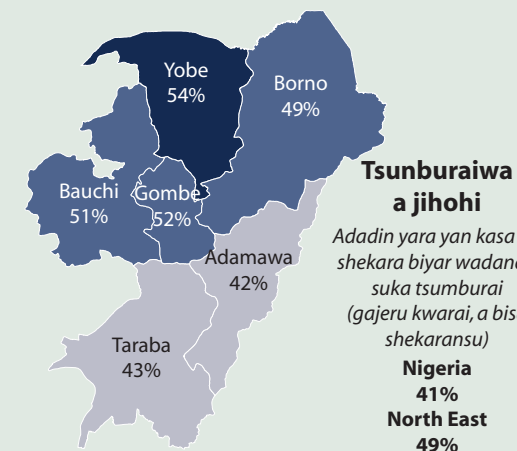 Yobe
54%
Borno
49%
Bauchi
51%
Gombe
52%
Adamawa
42%
Taraba
43%
Tsunburaiwa
a jihohi
Adadin yara yan kasa
shekara biyar
suka tsumburai
(gajeru kwarai, a
shekaransu)
Nigeria
41%
North East
49%